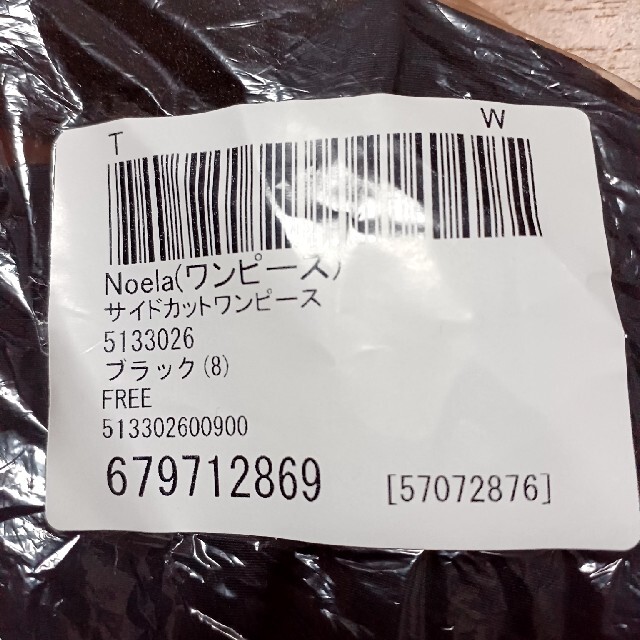 T W
Noela(ワンピース)
サイドカットワンピース
5133026
ブラック(8)
FREE
513302600900
679712869 [57072876]